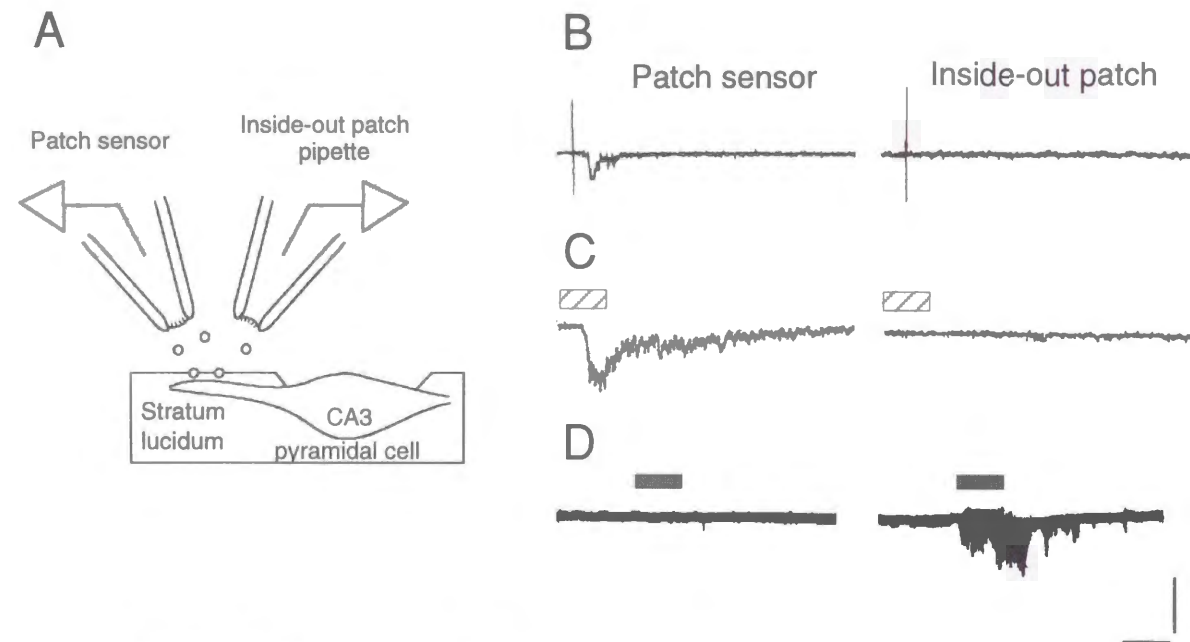 A
Patch sensor
Inside-out patch
pipette
Stratum
lucidum
CA3
pyramidal cell
B
Patch sensor
Inside-out patch
C
D